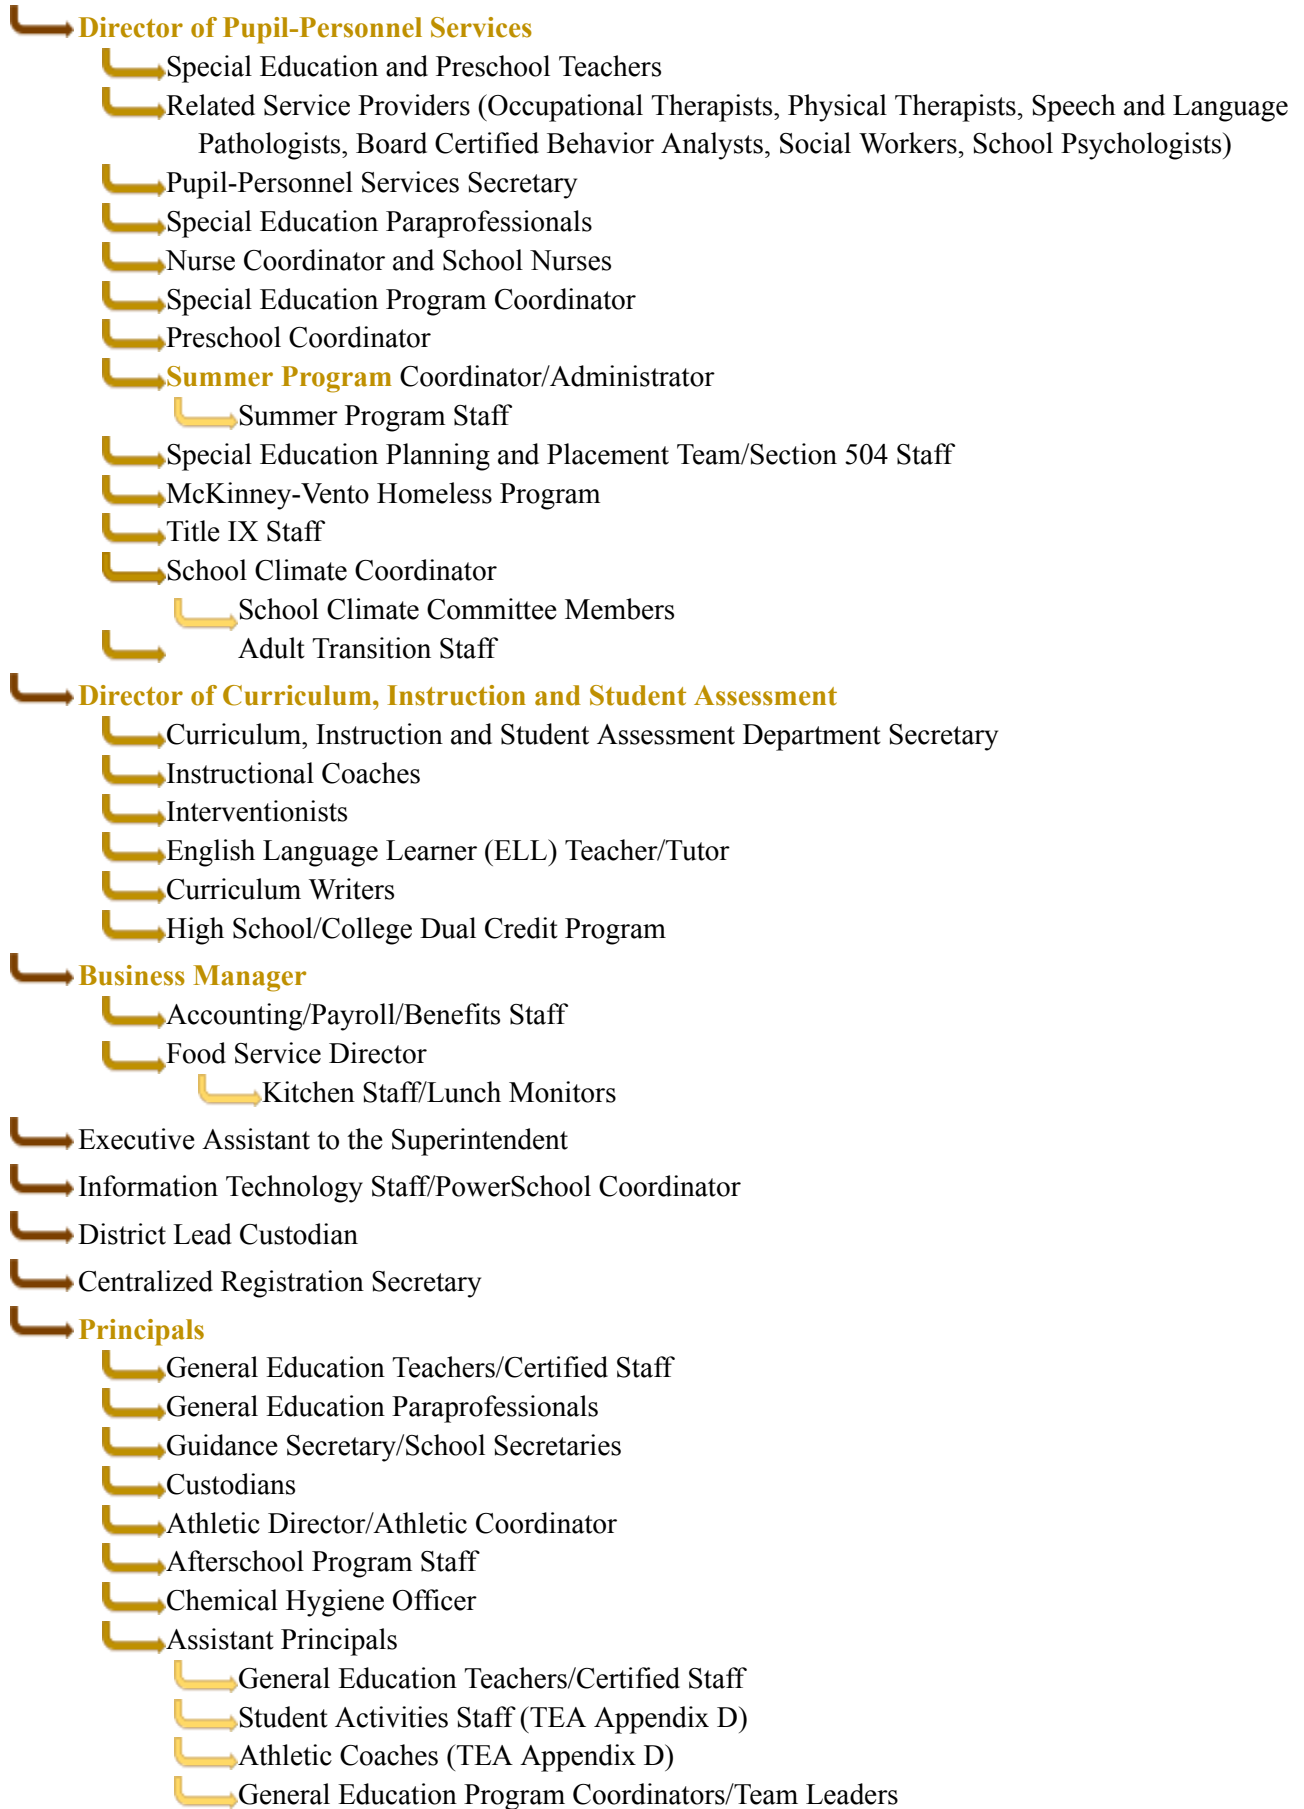 Director of Pupil-Personnel Services
Special Education and Preschool Teachers
Related Service Providers (Occupational Therapists, Physical Therapists, Speech and Language
Pathologists, Board Certified Behavior Analysts, Social Workers, School Psychologists)
Pupil-Personnel Services Secretary
Special Education Paraprofessionals
Nurse Coordinator and School Nurses
Special Education Program Coordinator
Preschool Coordinator
Summer Program Coordinator/Administrator
Summer Program Staff
Special Education Planning and Placement Team/Section 504 Staff
McKinney-Vento Homeless Program
Title IX Staff
School Climate Coordinator
School Climate Committee Members
Adult Transition Staff
Director of Curriculum, Instruction and Student Assessment
Curriculum, Instruction and Student Assessment Department Secretary
Instructional Coaches
Interventionists
English Language Learner (ELL) Teacher/Tutor
Curriculum Writers
High School/College Dual Credit Program
Business Manager
Accounting/Payroll/Benefits Staff
Food Service Director
Kitchen Staff/Lunch Monitors
Executive Assistant to the Superintendent
Information Technology Staff/PowerSchool Coordinator
District Lead Custodian
Centralized Registration Secretary
Principals
General Education Teachers/Certified Staff
General Education Paraprofessionals
Guidance Secretary/School Secretaries
Custodians
Athletic Director/Athletic Coordinator
Afterschool Program Staff
Chemical Hygiene Officer
Assistant Principals
General Education Teachers/Certified Staff
Student Activities Staff (TEA Appendix D)
Athletic Coaches (TEA Appendix D)
General Education Program Coordinators/Team Leaders